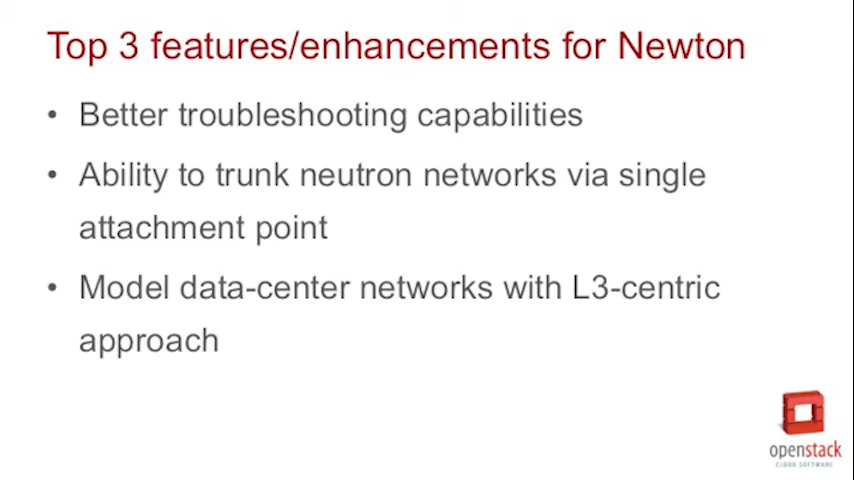 Top 3 features/enhancements for Newton
• Better troubleshooting capabilities
• Ability to trunk neutron networks via single
attachment point
• Model data-center networks with L3-centric
approach
openstack
CLOUD SOFTWARE